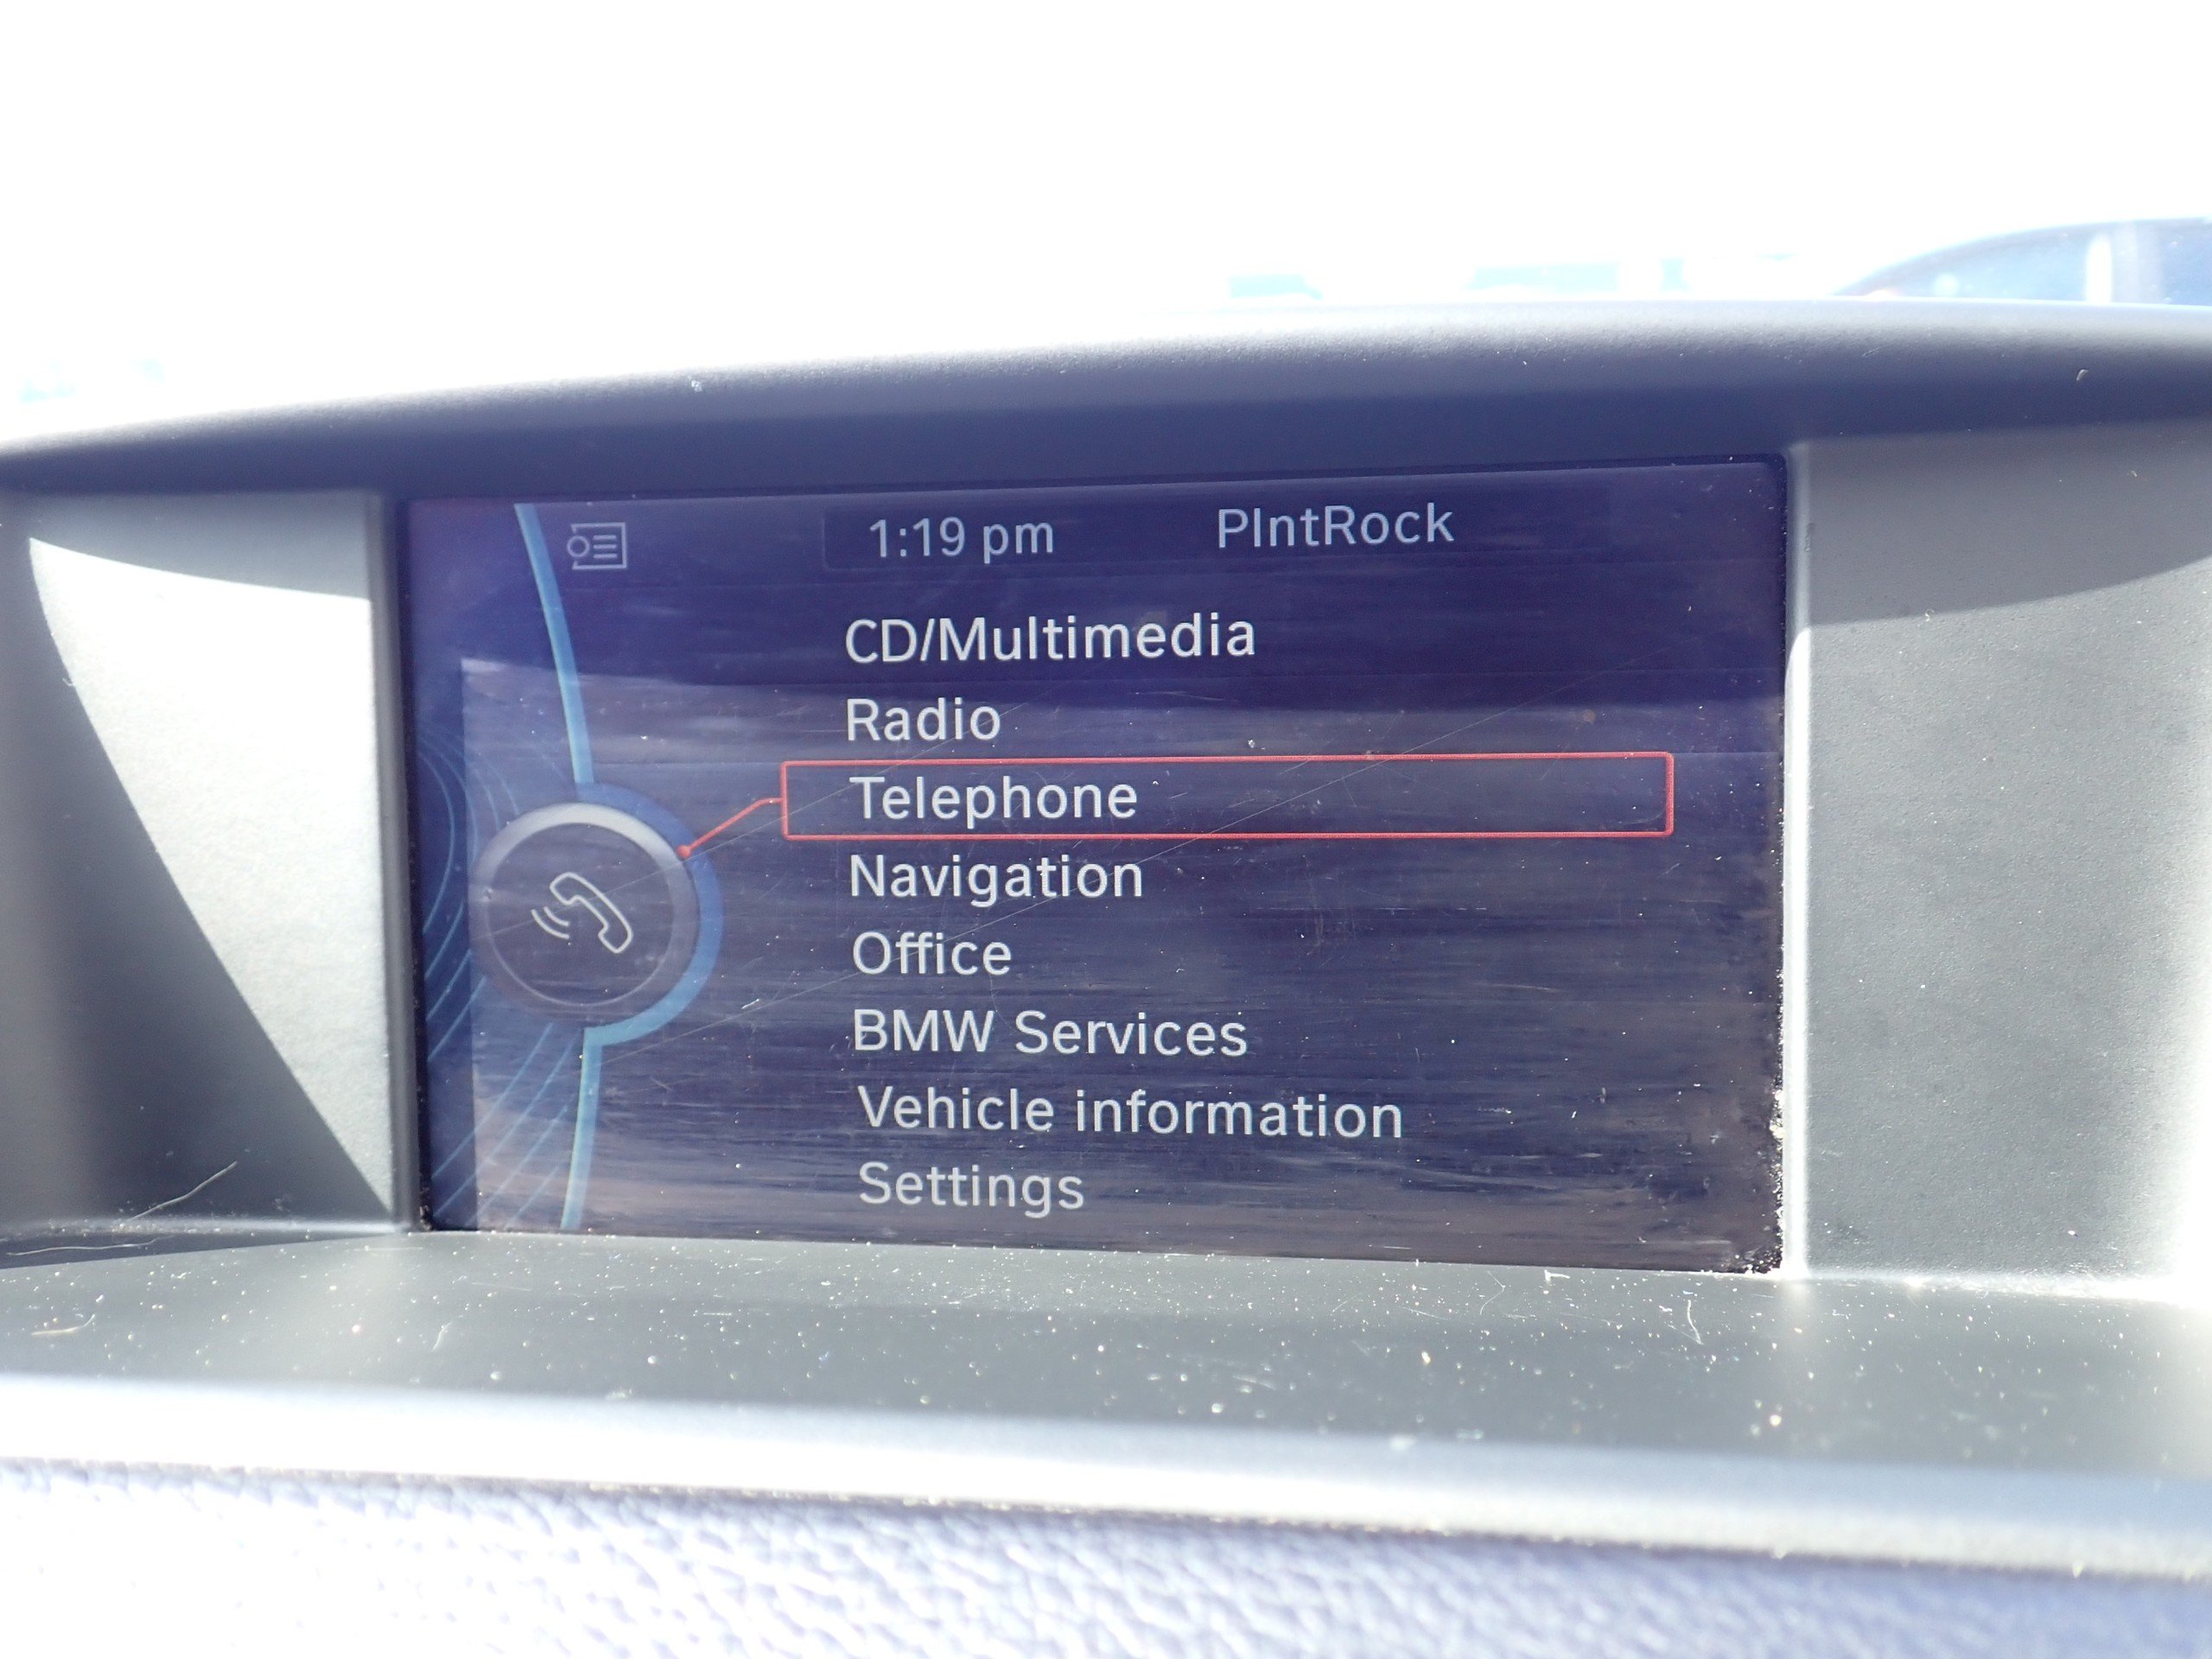 1:19 pm PlntRock
CD/Multimedia
Radio
Telephone
Navigation
Office
BMW Services
Vehicle information
Settings